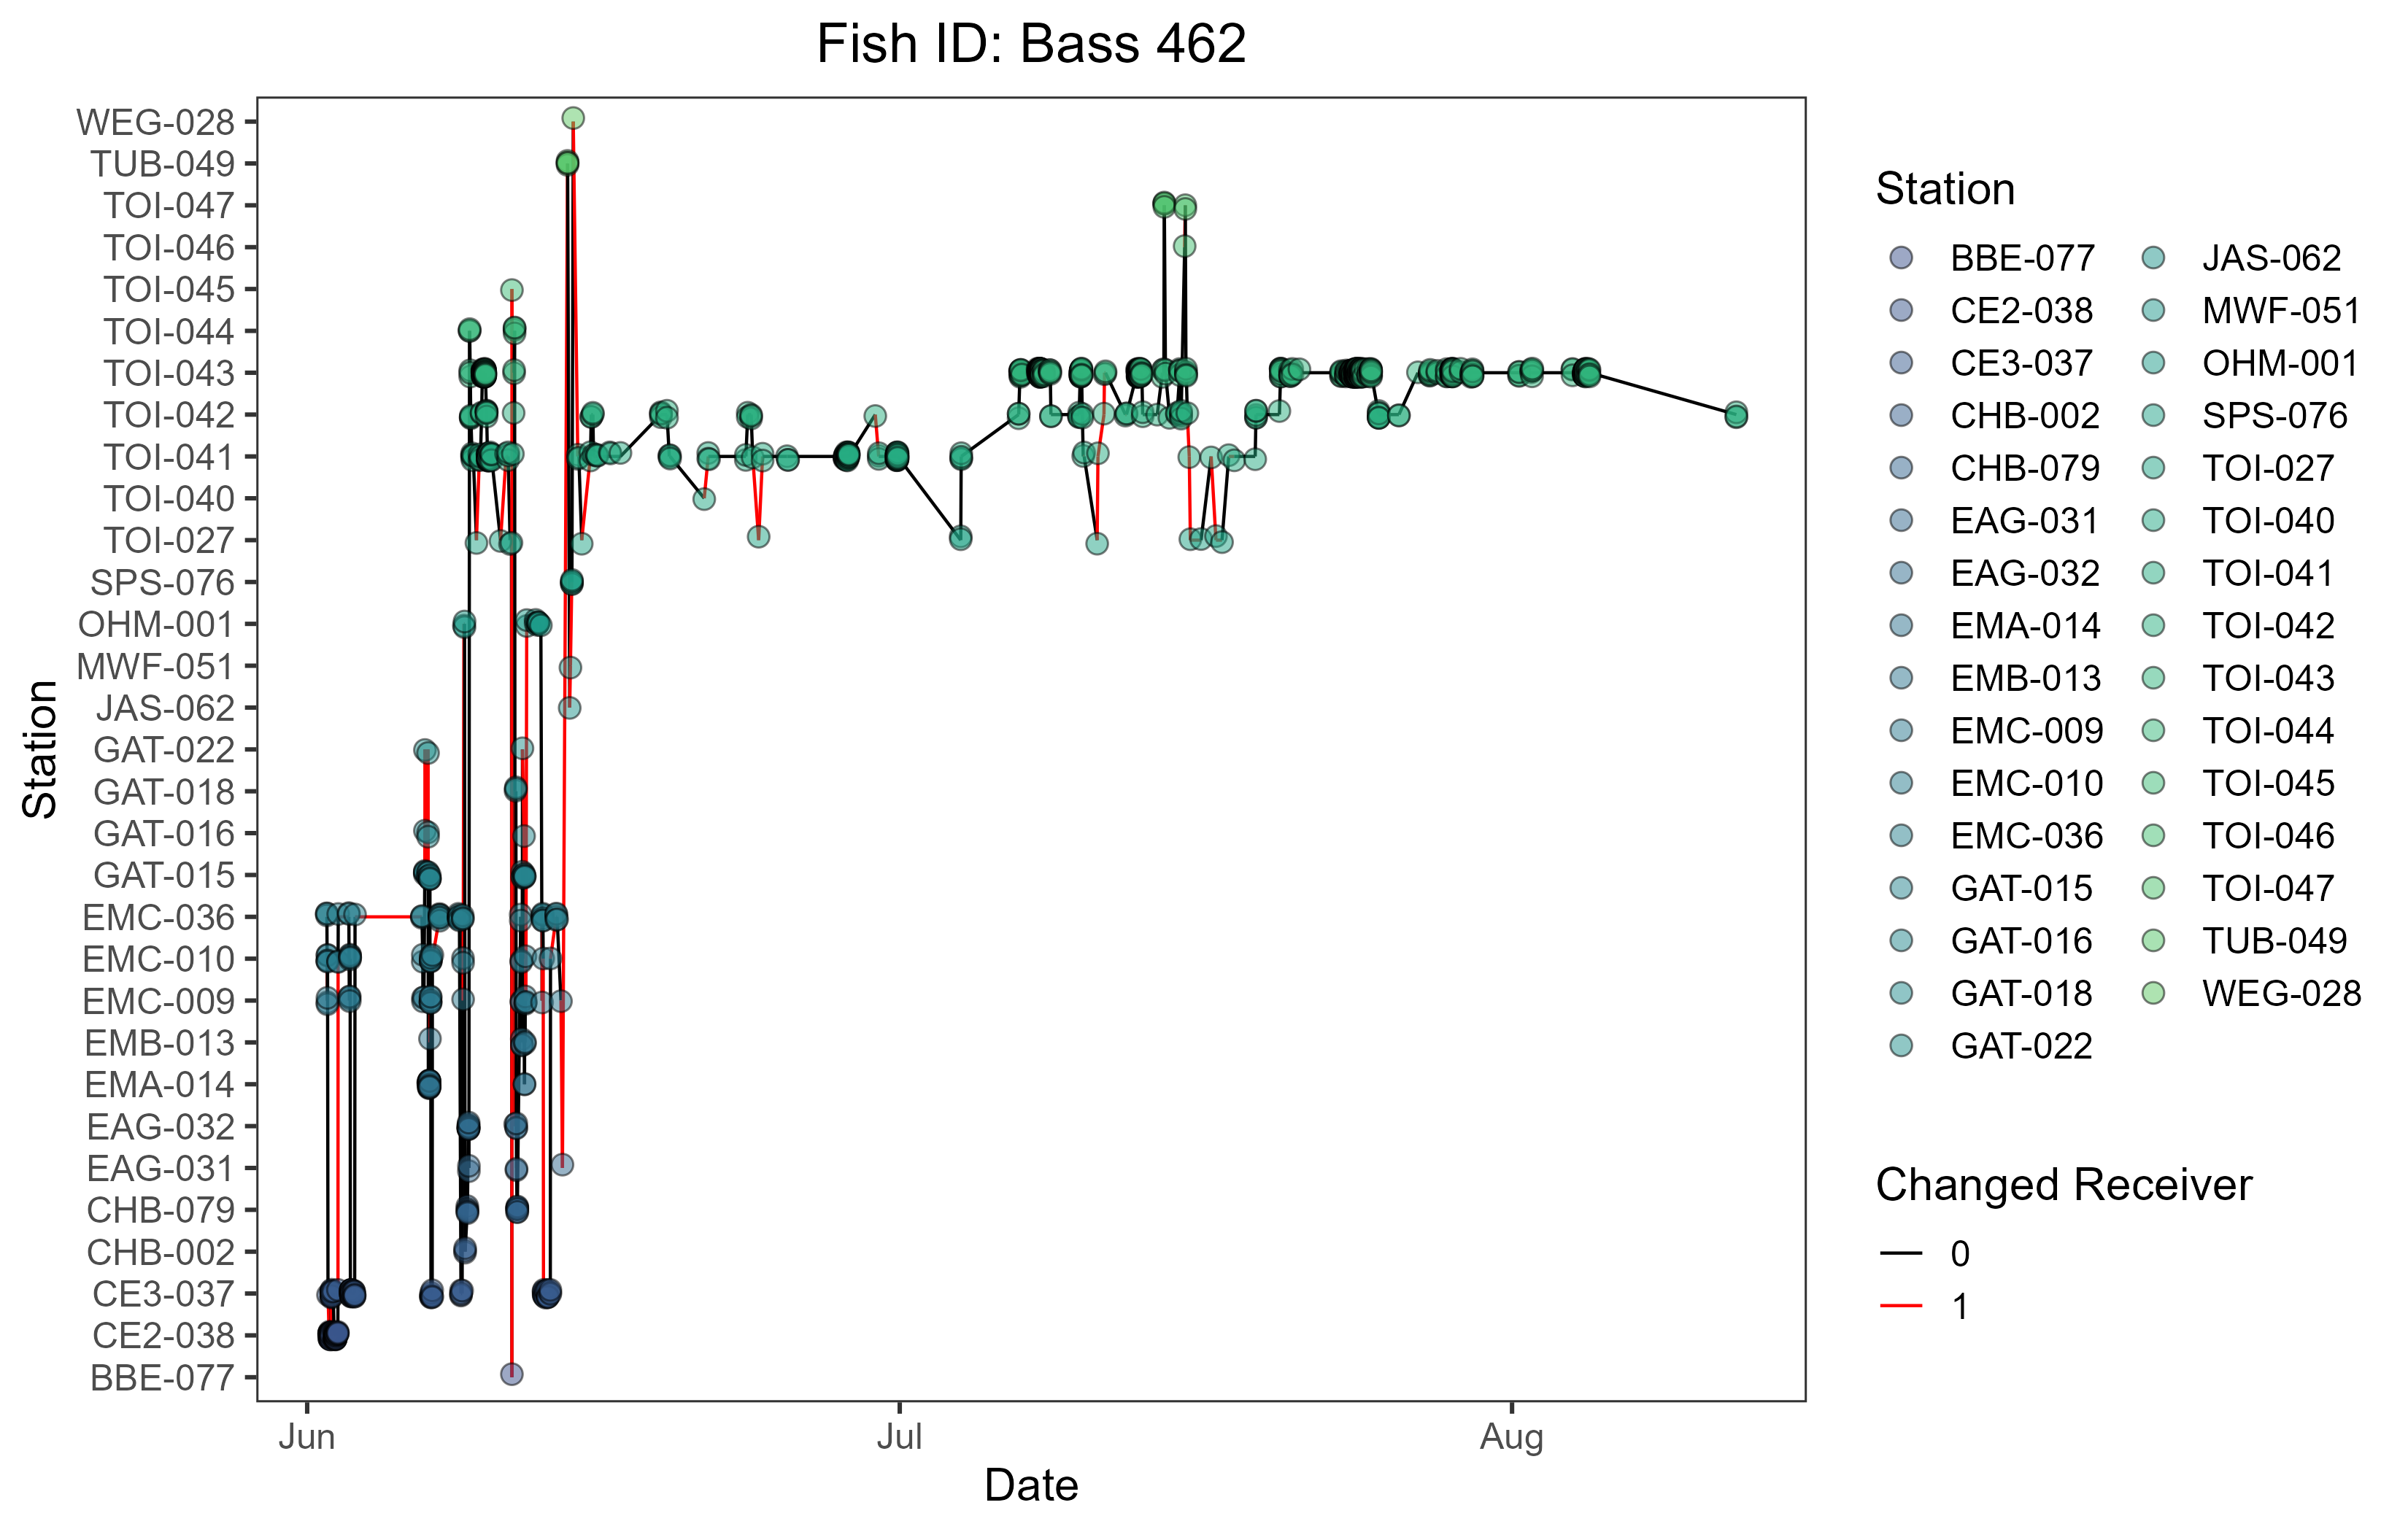 Fish ID: Bass 462
Station
WEG-028
TUB-049
TOI-047
TOI-046
TOI-045
TOI-044
TOI-043
TOI-042
TOI-041
TOI-040
TOI-027
SPS-076
OHM-001
MWF-051
JAS-062
GAT-022
GAT-018
GAT-016
GAT-015
EMC-036
EMC-010
EMC-009
EMB-013
EMA-014
EAG-032
EAG-031
CHB-079
CHB-002
CE3-037
CE2-038
BBE-077
Jun
Jul
Aug
Date
Station
BBE-077
CE2-038
CE3-037
CHB-002
CHB-079
EAG-031
EAG-032
EMA-014
EMB-013
EMC-009
EMC-010
EMC-036
GAT-015
GAT-016
GAT-018
GAT-022
JAS-062
MWF-051
OHM-001
SPS-076
TOI-027
TOI-040
TOI-041
TOI-042
TOI-043
TOI-044
TOI-045
TOI-046
TOI-047
TUB-049
WEG-028
Changed Receiver
0
1